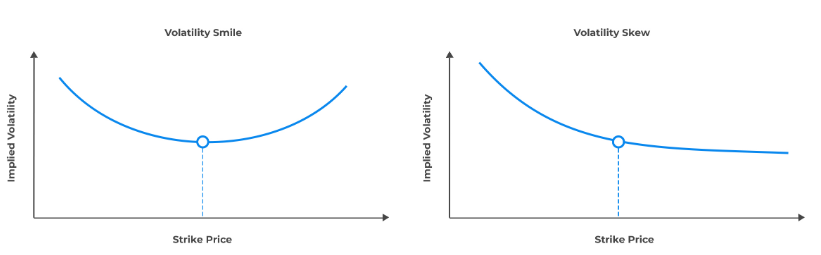 Volatility Smile
Implied Volatility
Strike Price
Volatility Skew
Implied Volatility
Strike Price